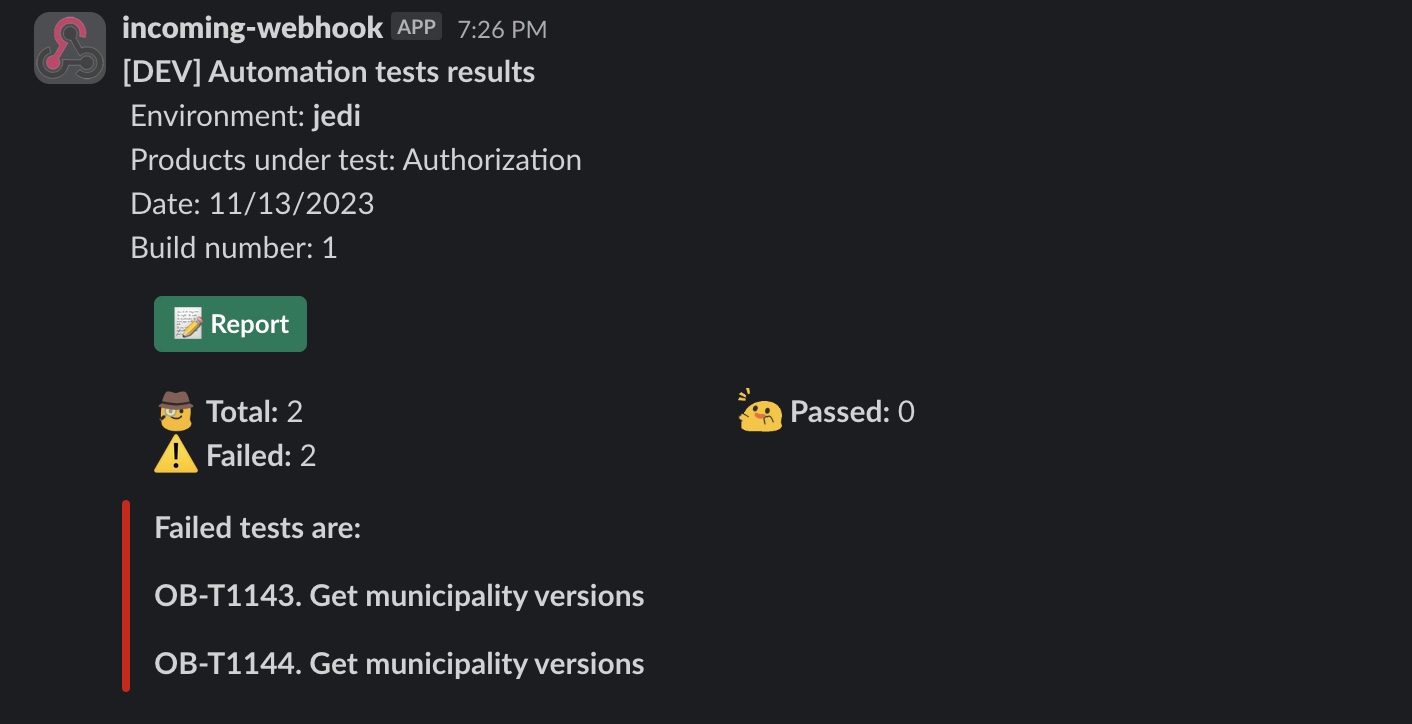 incoming-webhook APP 7:26 PM
[DEV] Automation tests results
Environment: jedi
Products under test: Authorization
Date: 11/13/2023
Build number: 1
Report
Total: 2 Passed: 0
Failed: 2
Failed tests are:
OB-T1143. Get municipality versions
OB-T1144. Get municipality versions